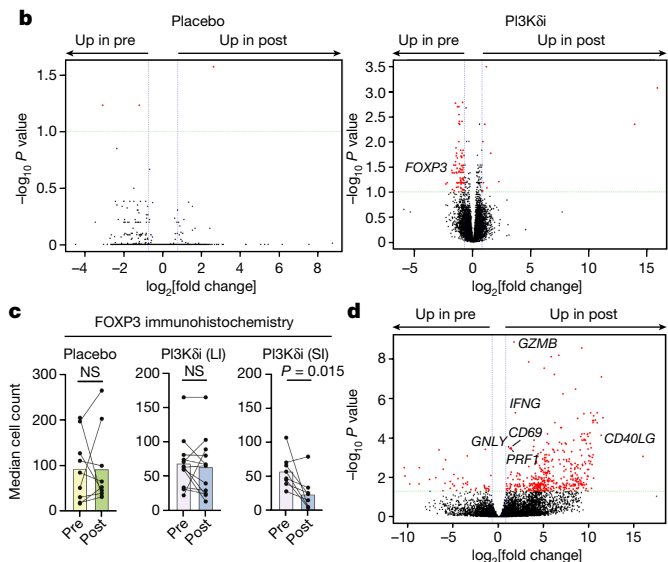 b
Placebo
Up in pre
Up in post
1.5
1.0
0.5
0
–4
–2
0
2
4
6
8
–log10 P value
log2[fold change]
PI3Kδi
Up in pre
Up in post
3.5
3.0
2.5
2.0
1.5
1.0
0.5
0
–5
0
5
10
15
–log10 P value
log2[fold change]
FOXP3
c
FOXP3 immunohistochemistry
Placebo
NS
300
200
100
0
Median cell count
Pre
Post
PI3Kδi (LI)
NS
200
150
100
50
0
Pre
Post
PI3Kδi (SI)
P = 0.015
200
150
100
50
0
Pre
Post
d
Up in pre
Up in post
8
6
4
2
0
–10
–5
0
5
10
15
–log10 P value
log2[fold change]
GZMB
IFNG
GNLY
CD69
PRF1
CD40LG